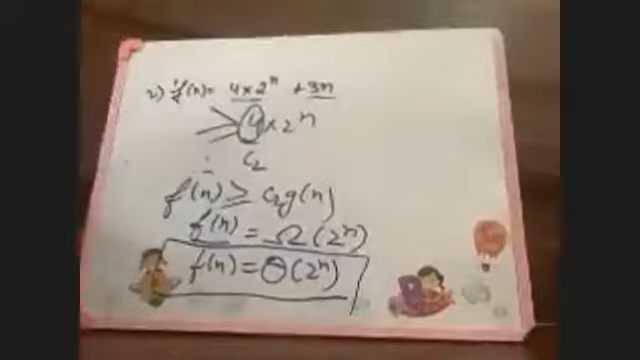 2) f(n) = 4×2ⁿ + 3n
≥ 4×2ⁿ
C₂
∴
f(n) ≥ C₂g(n)
f(n) = Ω(2ⁿ)
f(n) = Θ(2ⁿ)